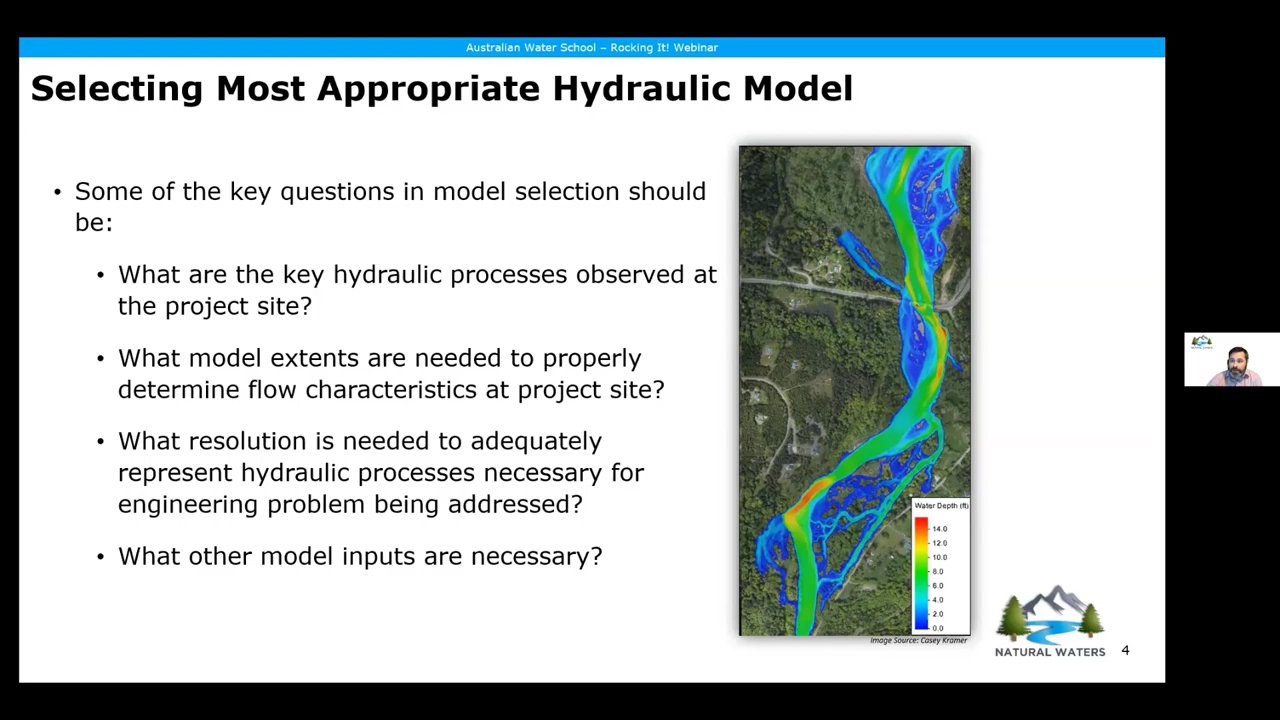 Australian Water School – Rocking It! Webinar
Selecting Most Appropriate Hydraulic Model
• Some of the key questions in model selection should
be:
• What are the key hydraulic processes observed at
the project site?
• What model extents are needed to properly
determine flow characteristics at project site?
• What resolution is needed to adequately
represent hydraulic processes necessary for
engineering problem being addressed?
• What other model inputs are necessary?
Water Depth (ft)
14.0
12.0
10.0
8.0
6.0
4.0
2.0
0.0
Image Source: Casey Kramer
NATURAL WATERS
4